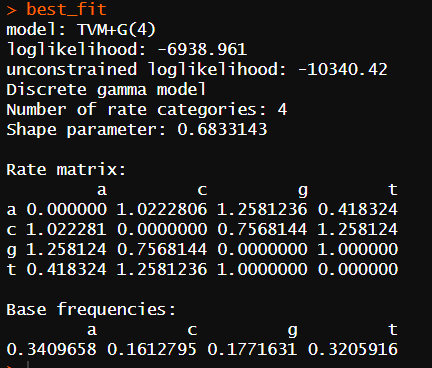 > best_fit
model: TVM+G(4)
loglikelihood: -6938.961
unconstrained loglikelihood: -10340.42
Discrete gamma model
Number of rate categories: 4
Shape parameter: 0.6833143
Rate matrix:
a c g t
a 0.000000 1.0222806 1.2581236 0.418324
c 1.022281 0.0000000 0.7568144 1.258124
g 1.258124 0.7568144 0.0000000 1.000000
t 0.418324 1.2581236 1.0000000 0.000000
Base frequencies:
a c g t
0.3409658 0.1612795 0.1771631 0.3205916
>